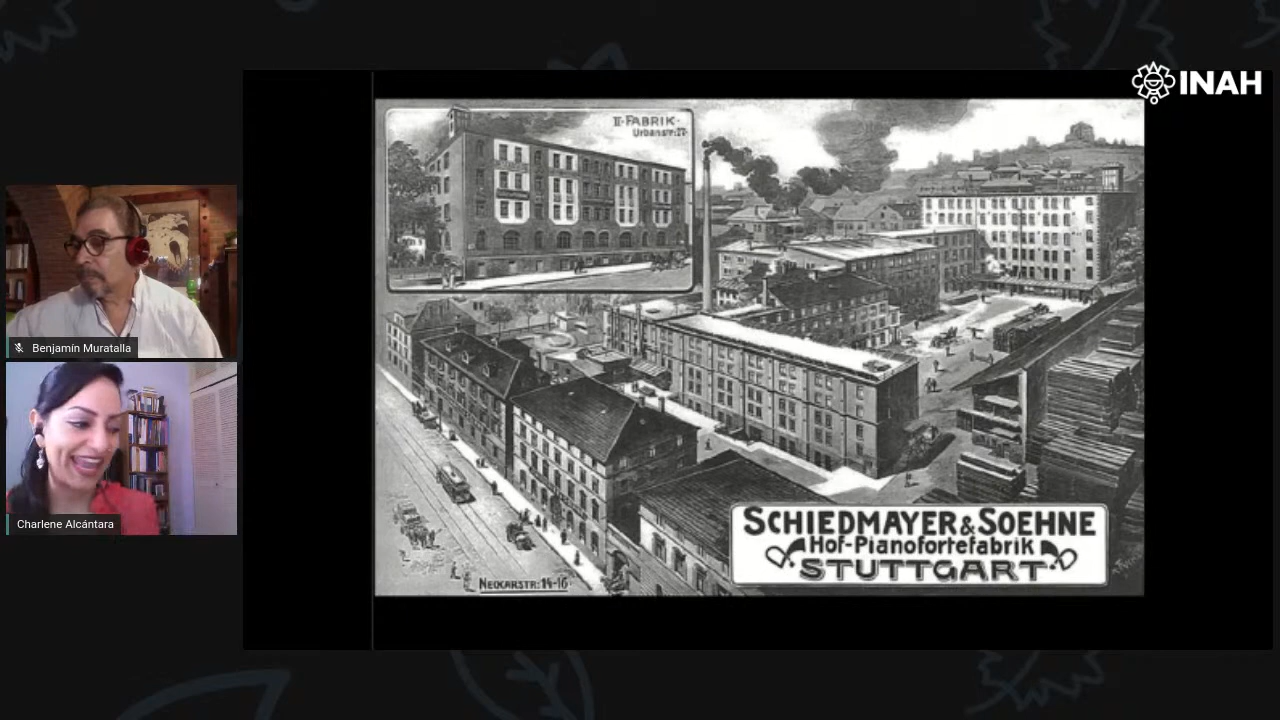 INAH
II-FABRIK-
Urbanstr:27
Benjamín Muratalla
Charlene Alcántara
SCHIEDMAYER & SOEHNE
Hof-Pianofortefabrik
STUTTGART
NECKARSTR: 14-16